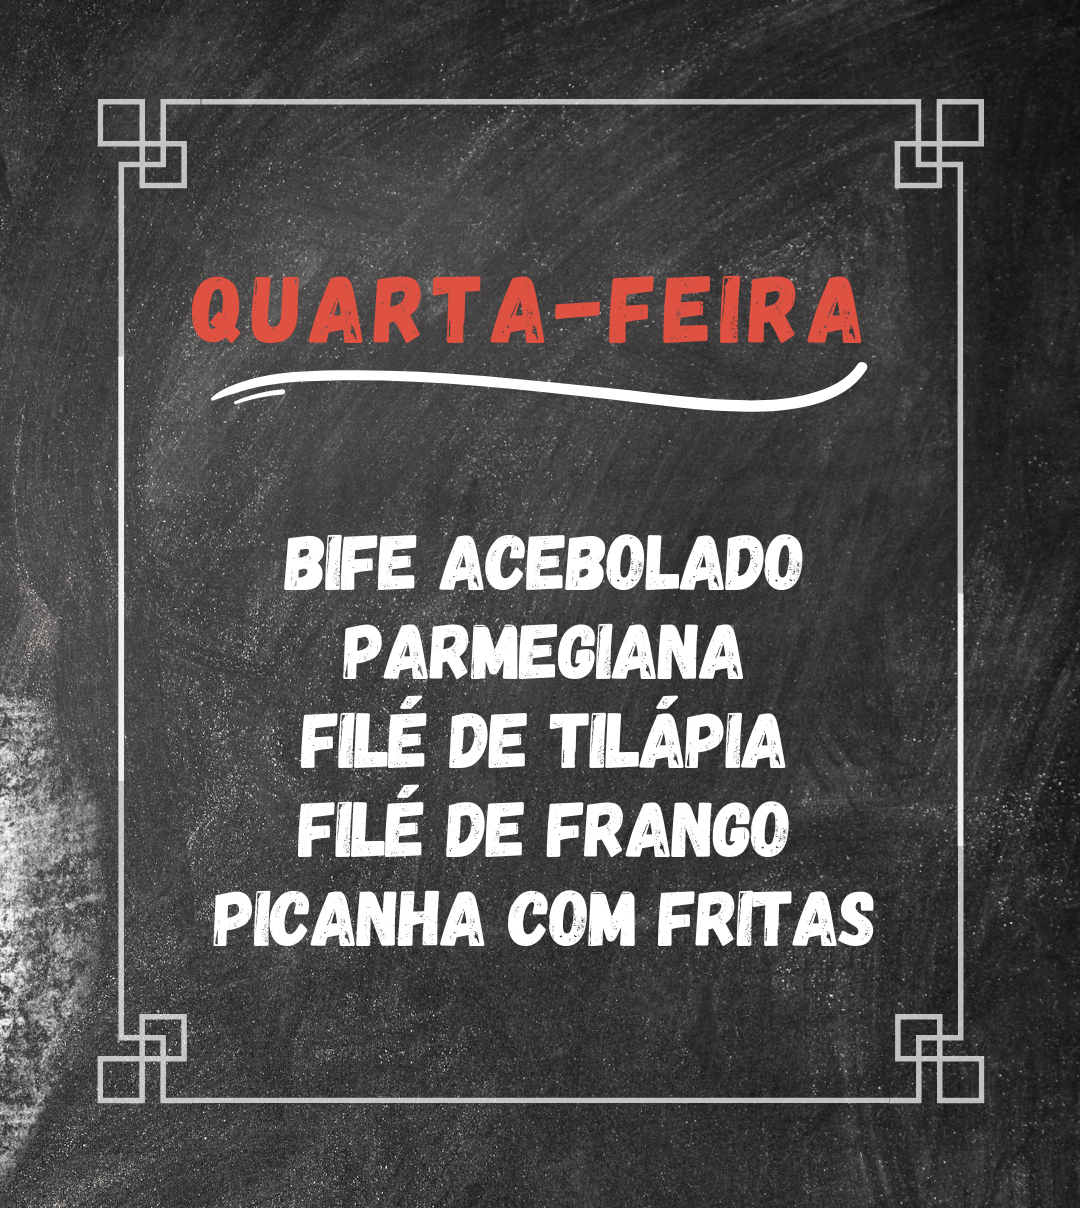 QUARTA-FEIRA
BIFE ACEBOLADO
PARMEGIANA
FILÉ DE TILÁPIA
FILÉ DE FRANGO
PICANHA COM FRITAS